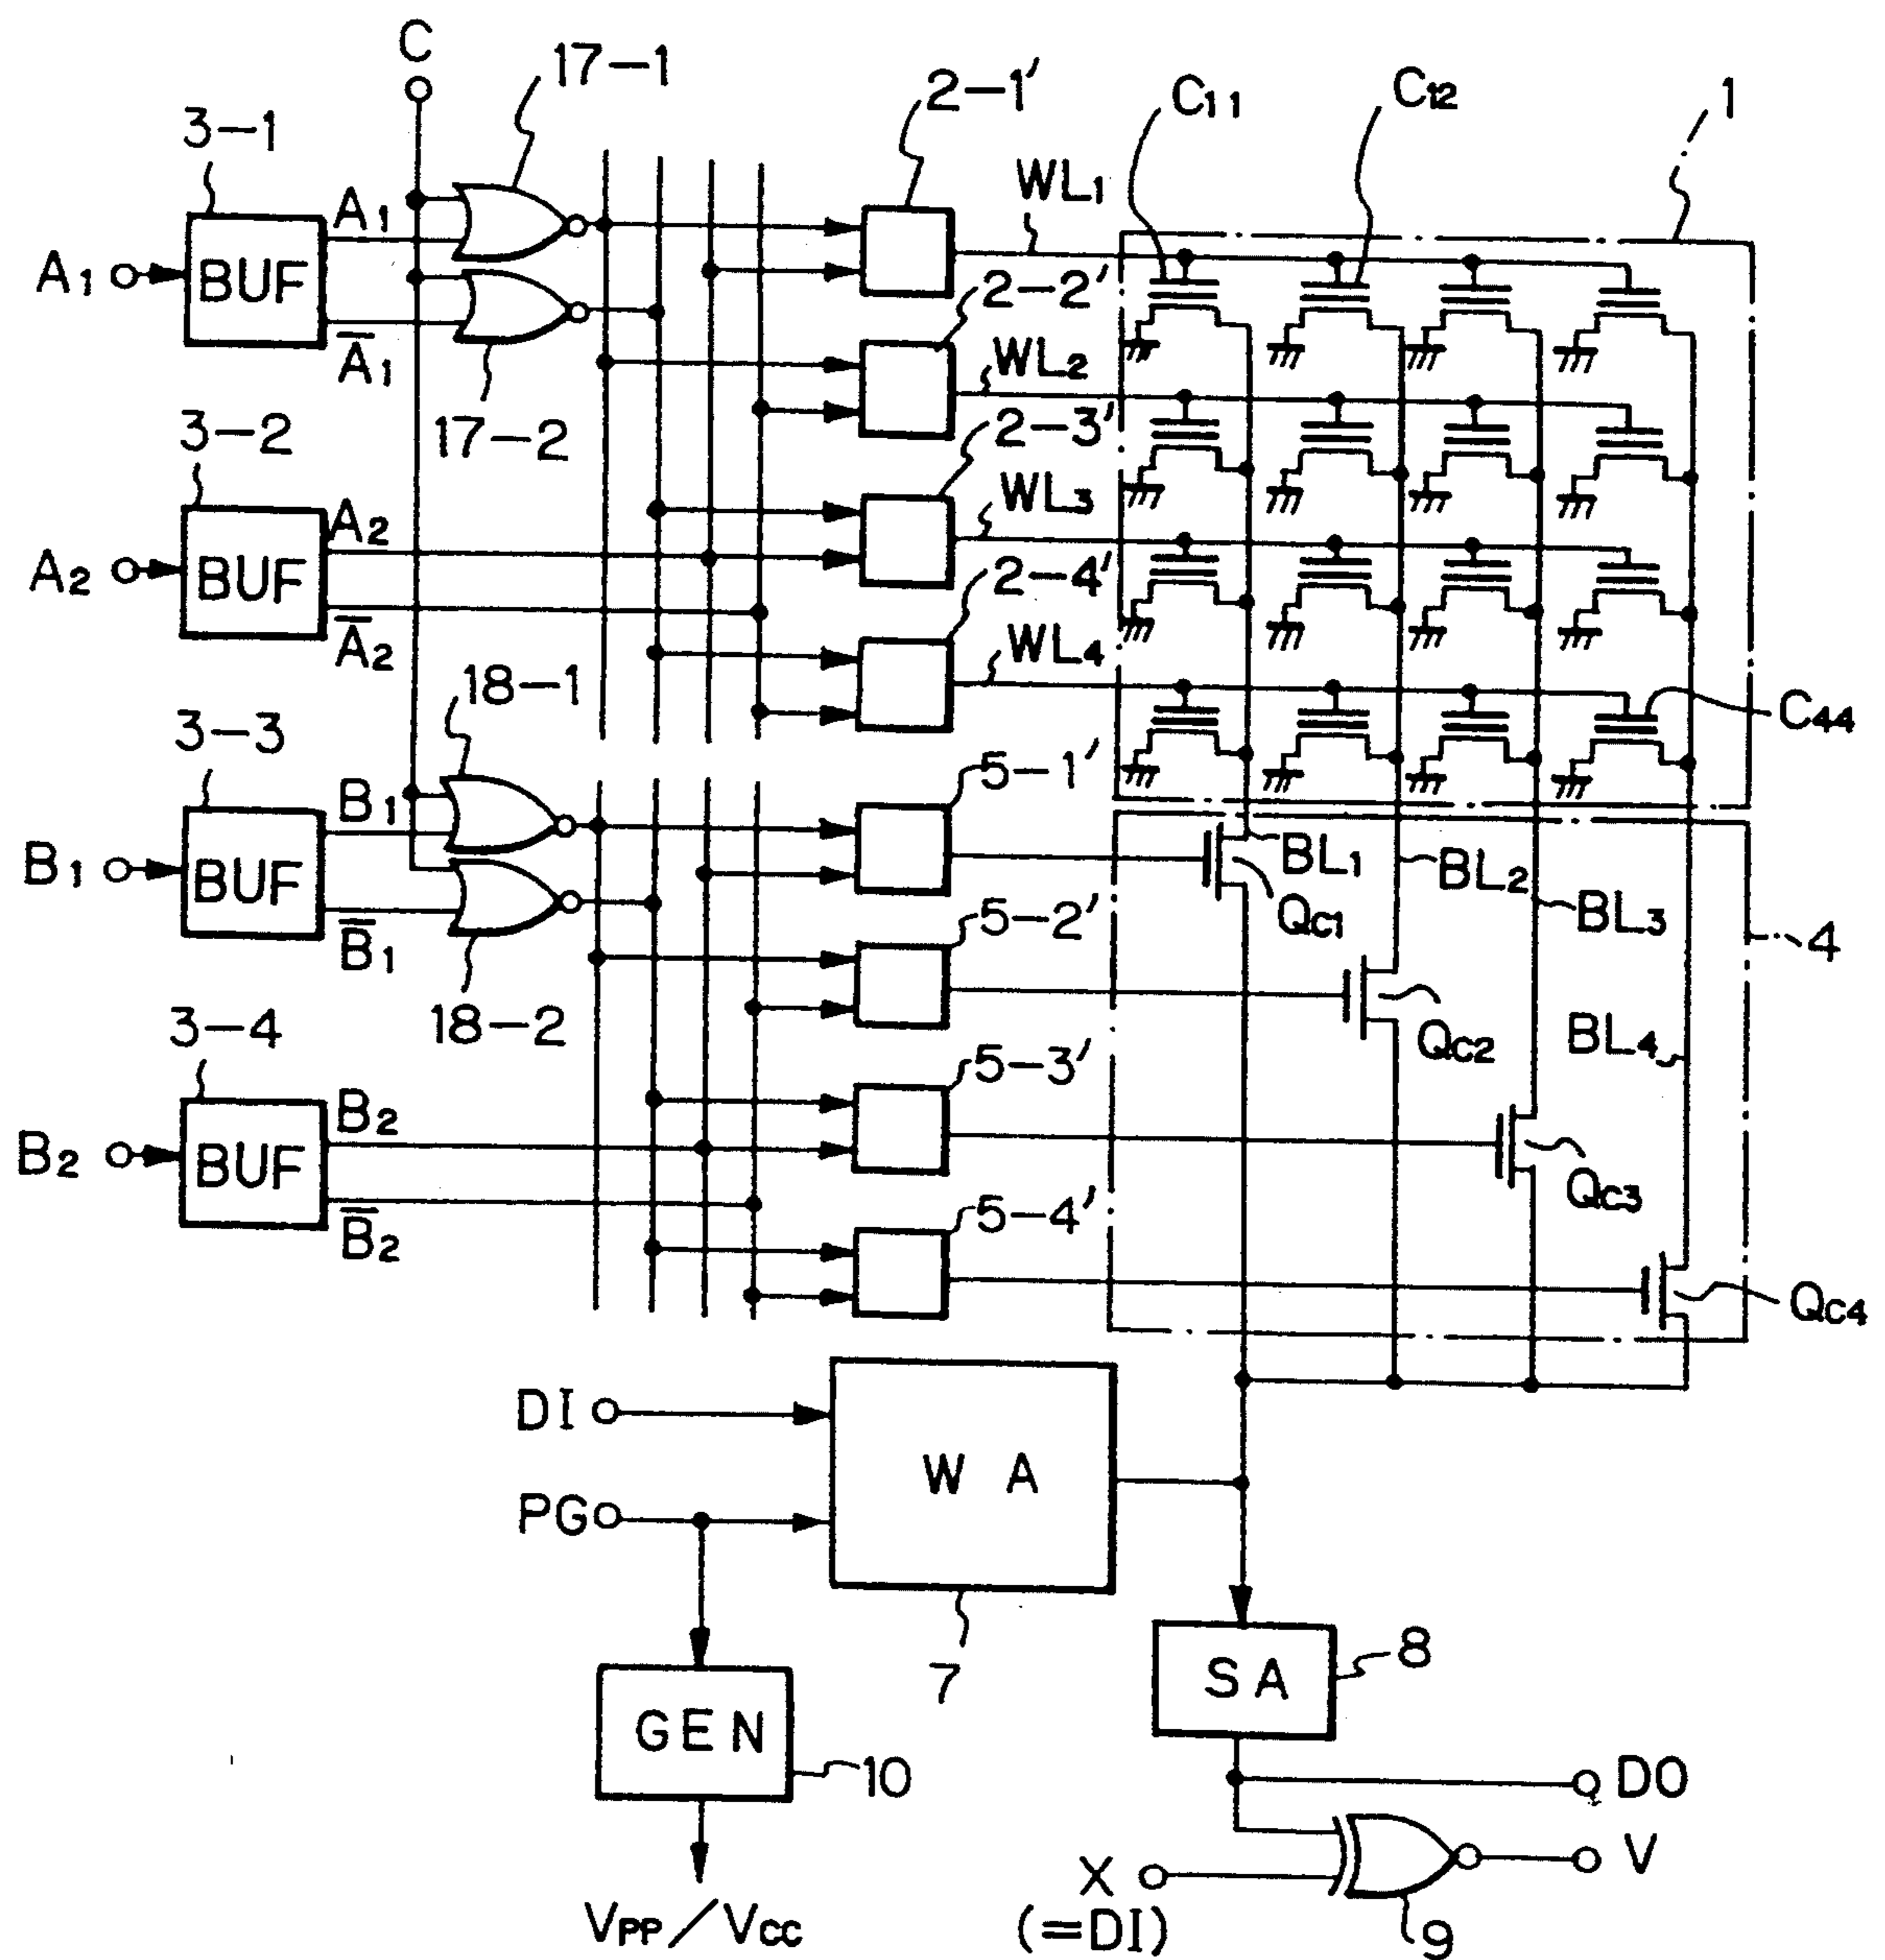 C
17-1
2-1'
C11
C12
1
3-1
A1
WL1
A1
BUF
2-2'
A̅1
WL2
17-2
3-2
2-3'
A2
WL3
A2
BUF
2-4'
A̅2
WL4
18-1
C44
3-3
5-1'
B1
BL1
B1
BUF
BL2
QC1
BL3
B̅1
5-2'
4
18-2
3-4
QC2
BL4
5-3'
B2
B2
BUF
QC3
B̅2
5-4'
QC4
DI
WA
PG
7
8
SA
GEN
10
DO
V
X
(=DI)
9
VPP/VCC